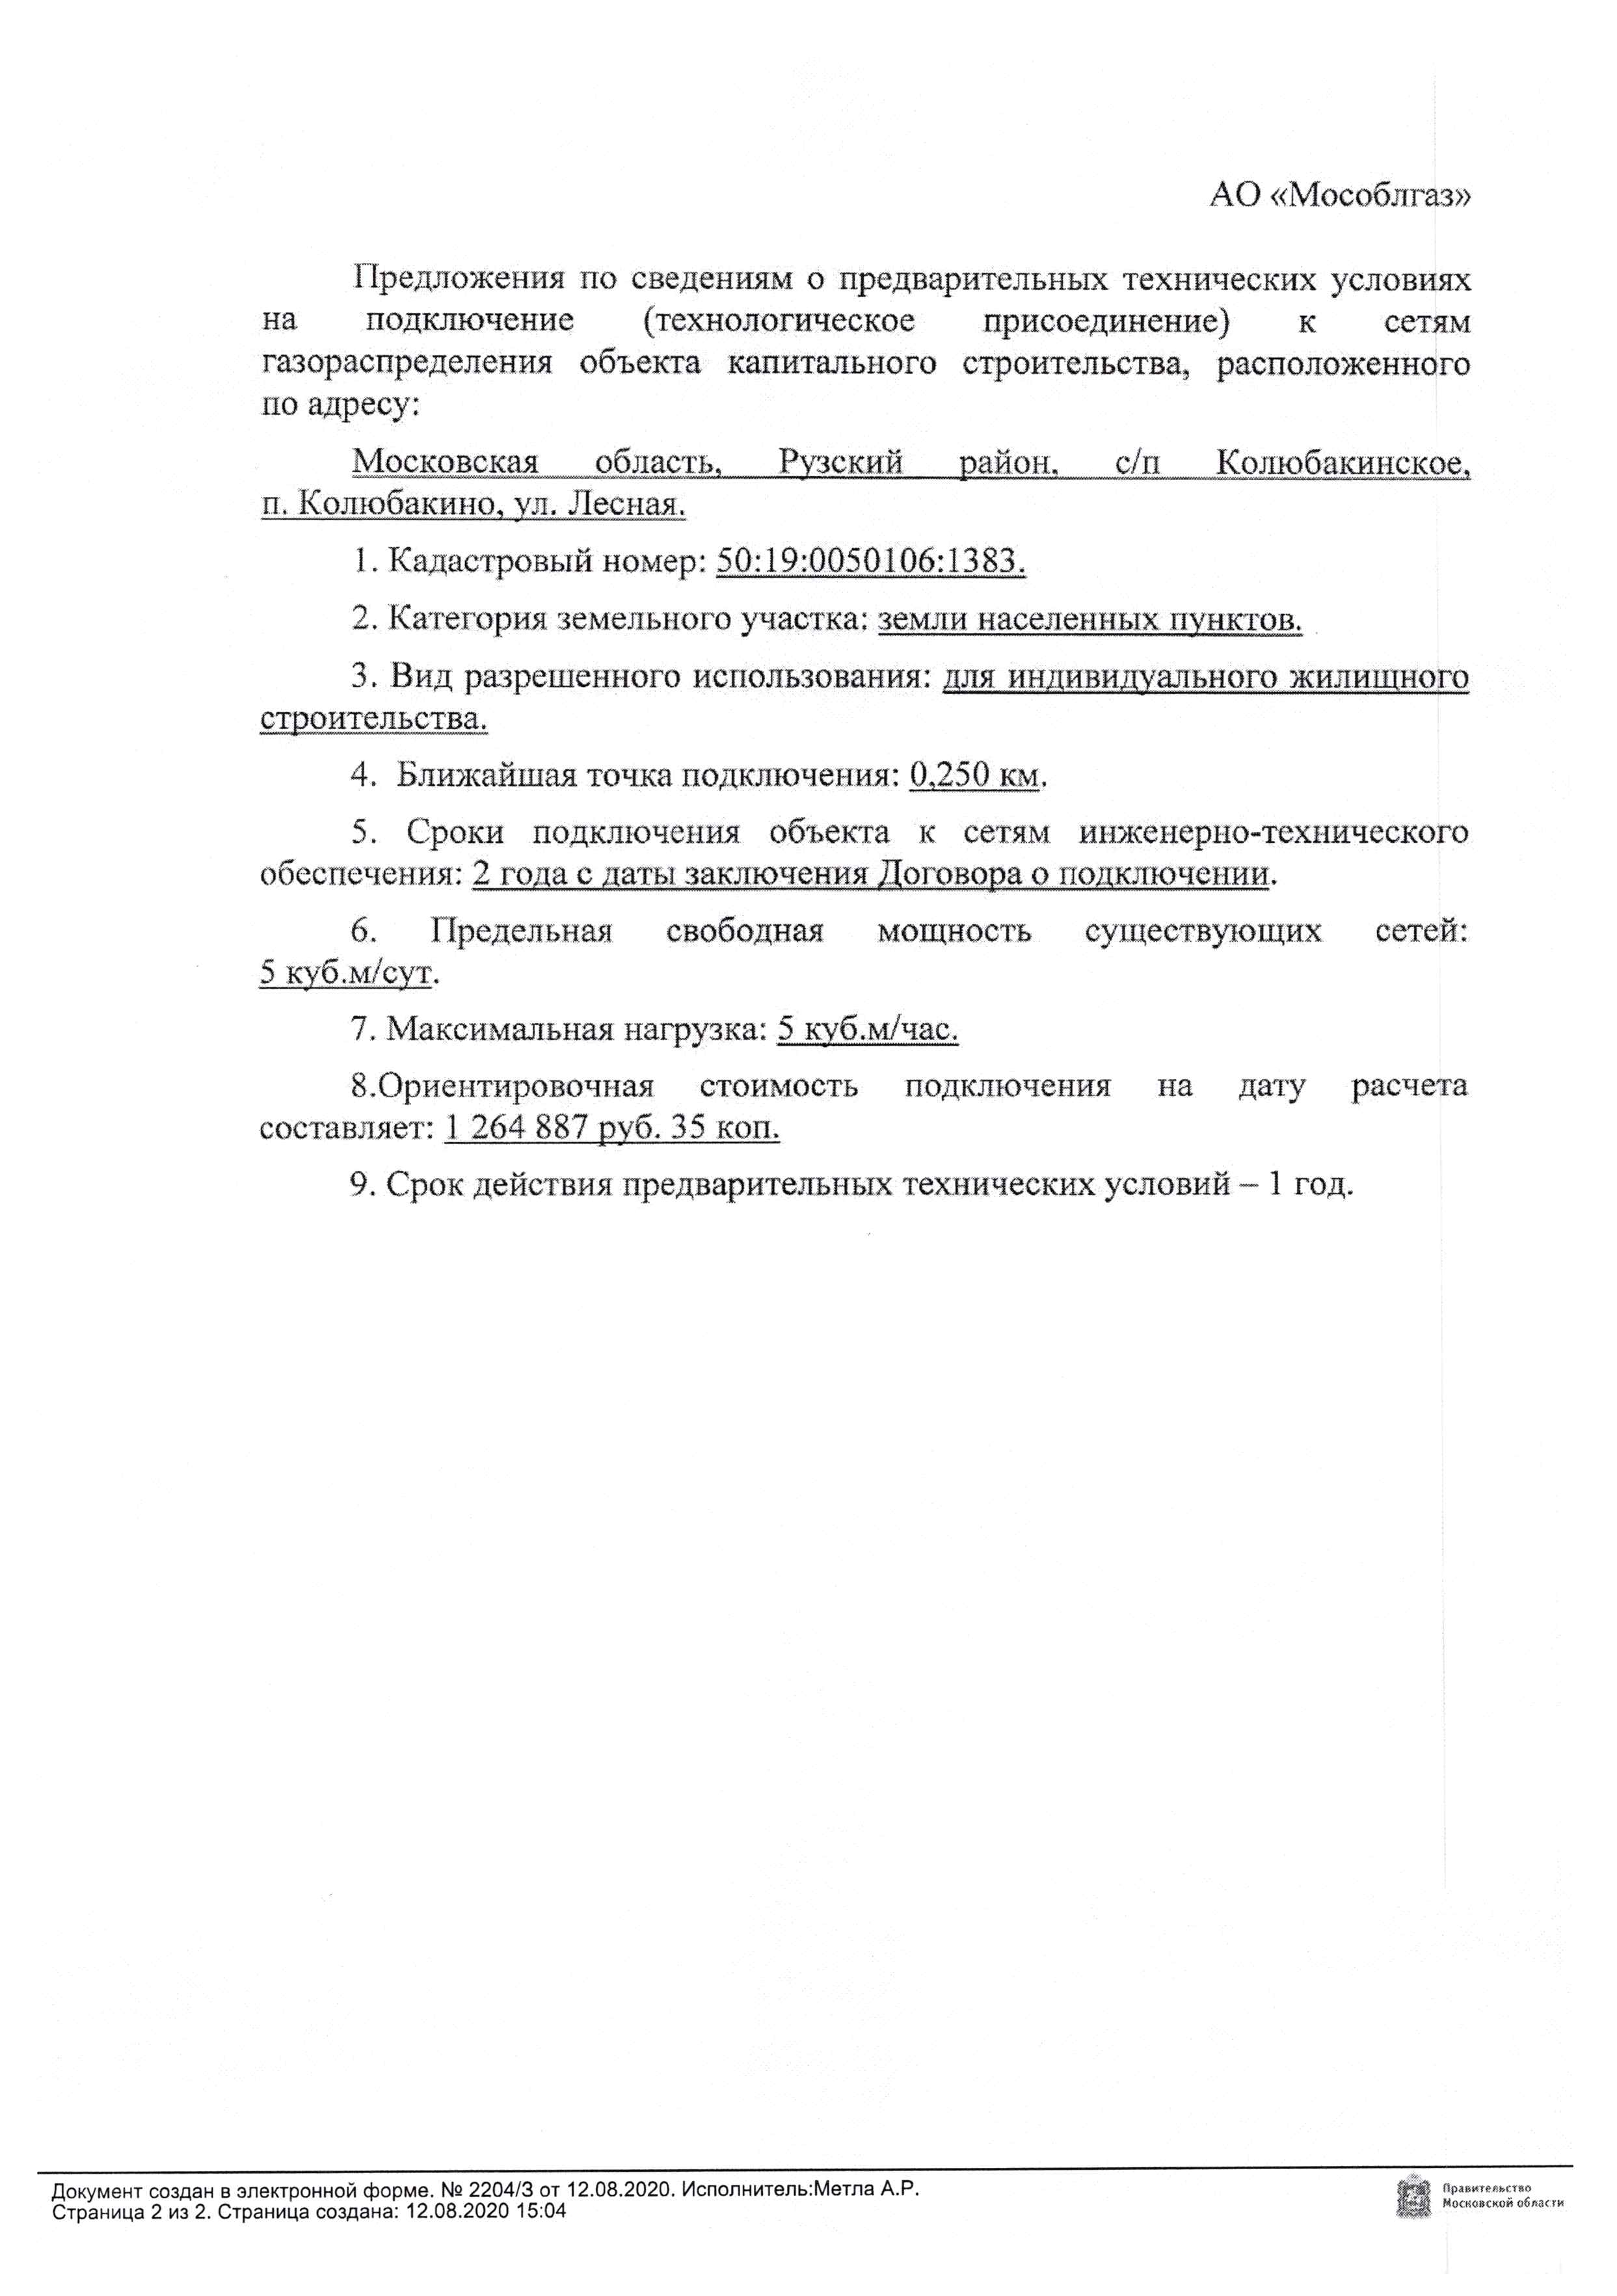 АО «Мособлгаз»
Предложения по сведениям о предварительных технических условиях
на подключение (технологическое присоединение) к сетям
газораспределения объекта капитального строительства, расположенного
по адресу:
Московская область, Рузский район, с/п Колюбакинское,
п. Колюбакино, ул. Лесная.
1. Кадастровый номер: 50:19:0050106:1383.
2. Категория земельного участка: земли населенных пунктов.
3. Вид разрешенного использования: для индивидуального жилищного
строительства.
4. Ближайшая точка подключения: 0,250 км.
5. Сроки подключения объекта к сетям инженерно-технического
обеспечения: 2 года с даты заключения Договора о подключении.
6. Предельная свободная мощность существующих сетей:
5 куб.м/сут.
7. Максимальная нагрузка: 5 куб.м/час.
8.Ориентировочная стоимость подключения на дату расчета
составляет: 1 264 887 руб. 35 коп.
9. Срок действия предварительных технических условий – 1 год.
Документ создан в электронной форме. № 2204/3 от 12.08.2020. Исполнитель:Метла А.Р.
Страница 2 из 2. Страница создана: 12.08.2020 15:04
Правительство
Московской области